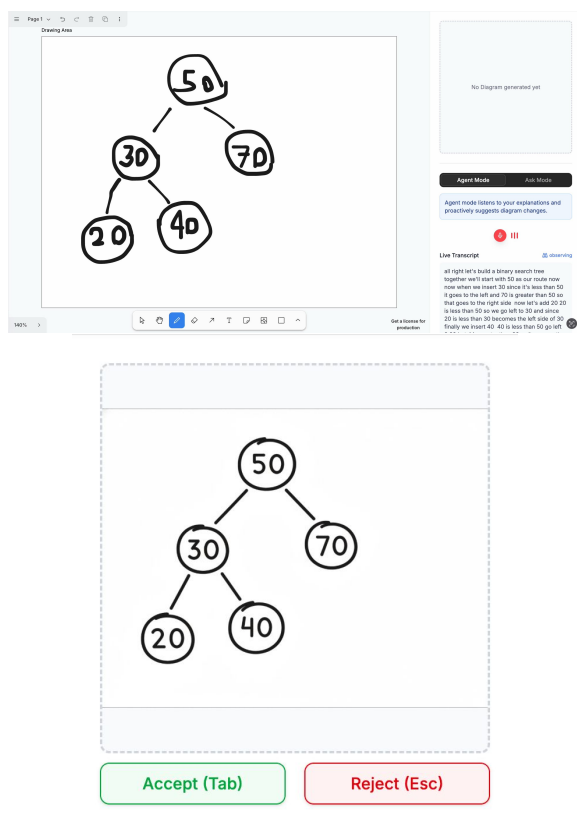 Page 1
Drawing Area
50
30
70
20
40
140%
Get a license for
production
No Diagram generated yet
Agent Mode
Ask Mode
Agent mode listens to your explanations and
proactively suggests diagram changes.
Live Transcript
observing
all right let's build a binary search tree
together we'll start with 50 as our route now
now when we insert 30 since it's less than 50
it goes to the left and 70 is greater than 50 so
that goes to the right side now let's add 20 20
is less than 50 so we go left to 30 and since
20 is less than 30 becomes the left side of 30
finally we insert 40 40 is less than 50 go left
50
30
70
20
40
Accept (Tab)
Reject (Esc)